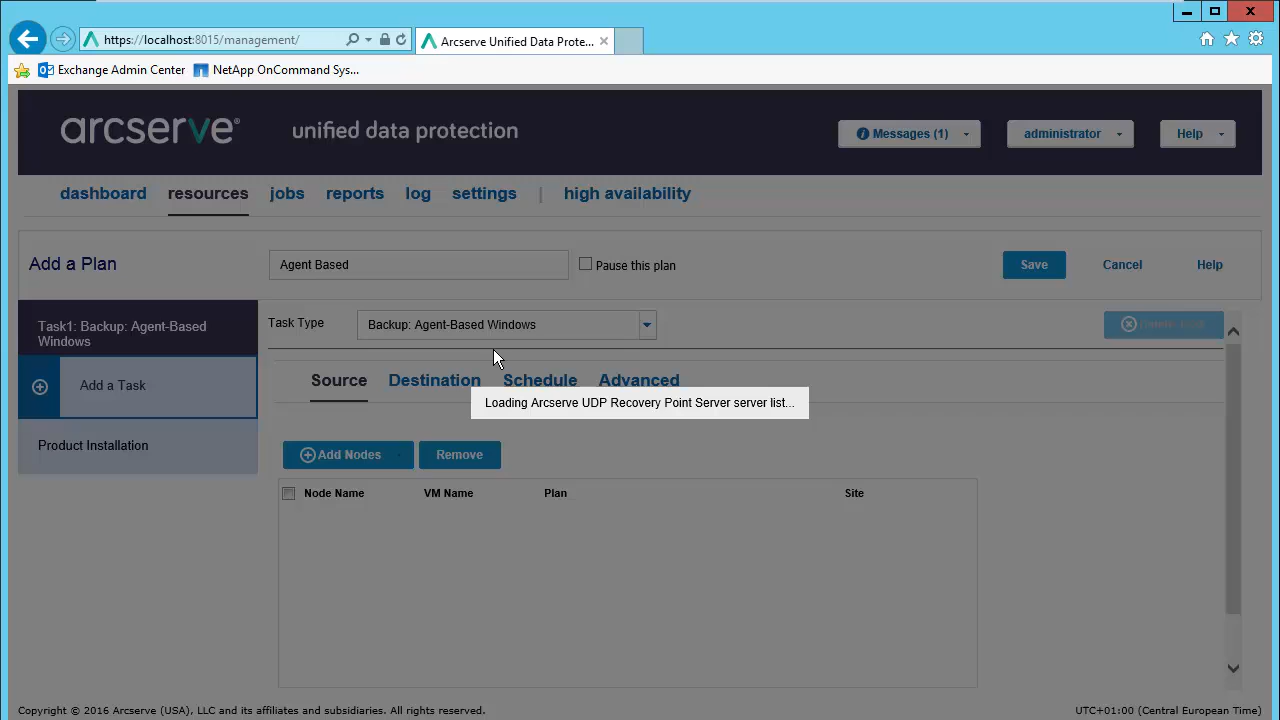 https://localhost:8015/management/
Arcserve Unified Data Prote...
Exchange Admin Center
NetApp OnCommand Sys...
arcserve®
unified data protection
Messages (1)
administrator
Help
dashboard
resources
jobs
reports
log
settings
|
high availability
Add a Plan
Agent Based
Pause this plan
Save
Cancel
Help
Task1: Backup: Agent-Based
Windows
Add a Task
Product Installation
Task Type
Backup: Agent-Based Windows
Source
Destination
Schedule
Advanced
Loading Arcserve UDP Recovery Point Server server list...
Add Nodes
Remove
Node Name
VM Name
Plan
Site
Copyright © 2016 Arcserve (USA), LLC and its affiliates and subsidiaries. All rights reserved.
UTC+01:00 (Central European Time)